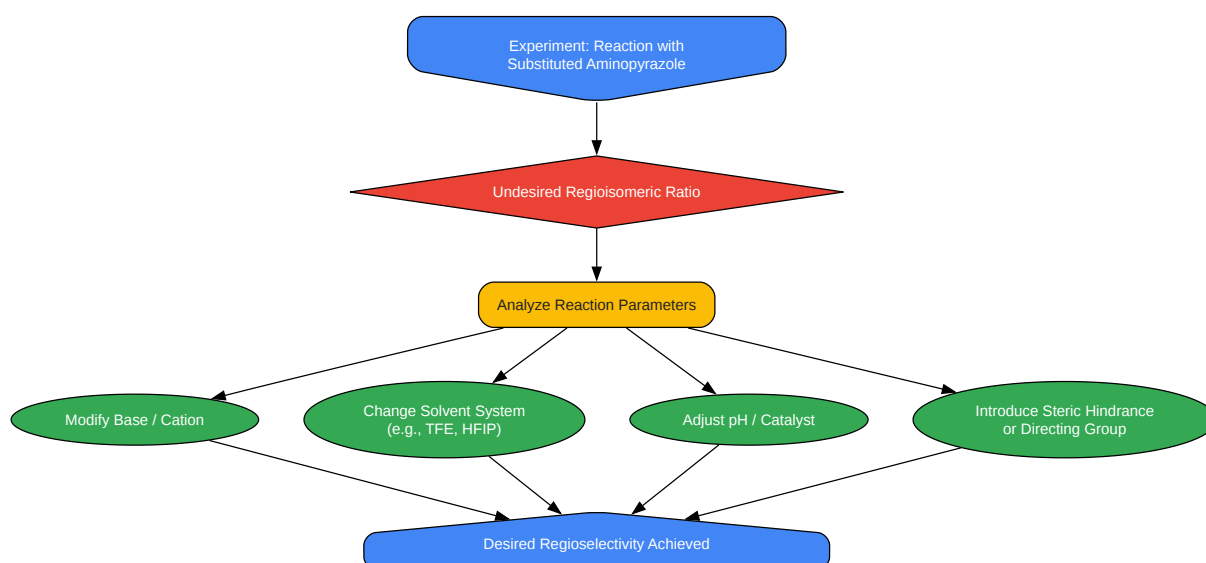 Experiment: Reaction with
Substituted Aminopyrazole
Undesired Regioisomeric Ratio
Analyze Reaction Parameters
Modify Base / Cation
Change Solvent System
(e.g., TFE, HFIP)
Adjust pH / Catalyst
Introduce Steric Hindrance
or Directing Group
Desired Regioselectivity Achieved